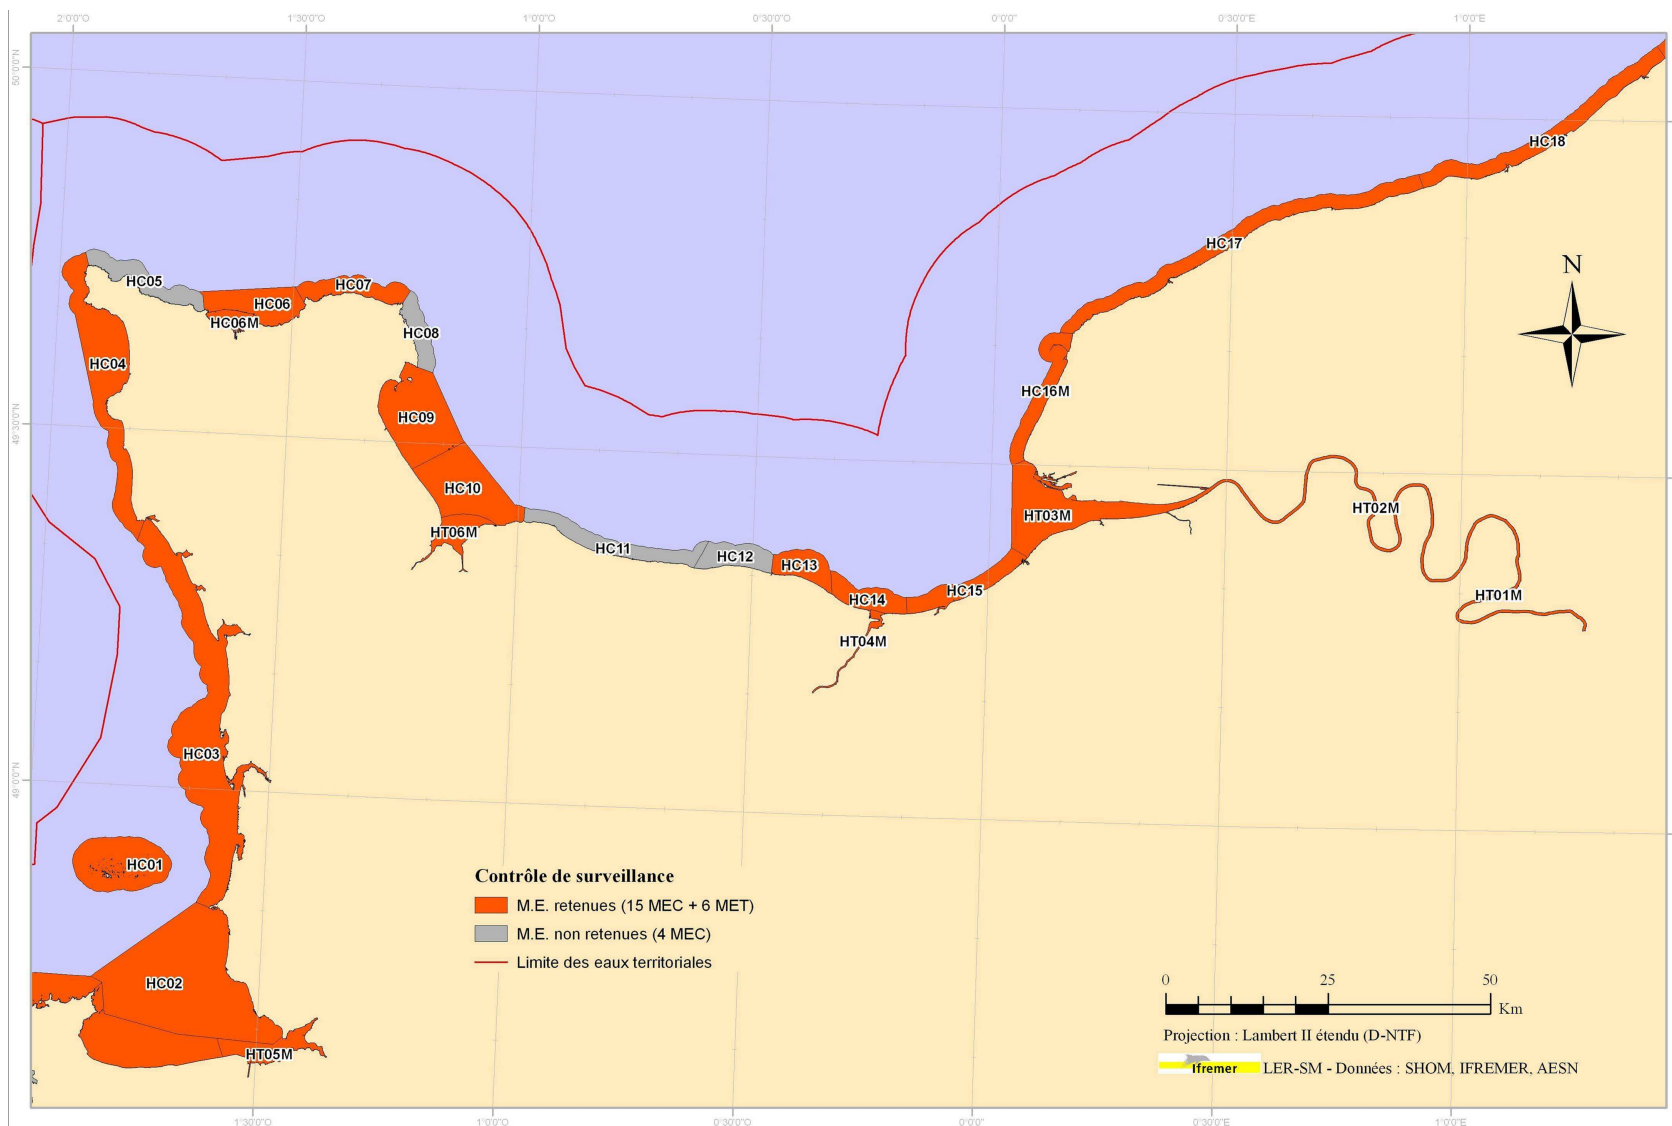 2°0'0"O 1°30'0"O 1°0'0"O 0°30'0"O 0°0'0" 0°30'0"E 1°0'0"E
50°0'0"N
HC18
HC17
N
HC05
HC07
HC06
HC06M
HC08
HC04
HC16M
HC09
49°30'0"N
HC10
HT02M
HT03M
HT06M
HC11
HC12
HC13
HC15
HT01M
HC14
HT04M
HC03
49°0'0"N
HC01
Contrôle de surveillance
M.E. retenues (15 MEC + 6 MET)
M.E. non retenues (4 MEC)
Limite des eaux territoriales
HC02
0 25 50
Km
Projection : Lambert II étendu (D-NTF)
HT05M
Ifremer LER-SM - Données : SHOM, IFREMER, AESN
1°30'0"O 1°0'0"O 0°30'0"O 0°0'0" 0°30'0"E 1°0'0"E